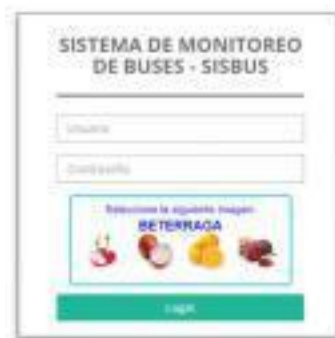 SISTEMA DE MONITOREO
DE BUSES - SISBUS
Usuario
Contraseña
Seleccione la siguiente imagen:
BETERRAGA
Login